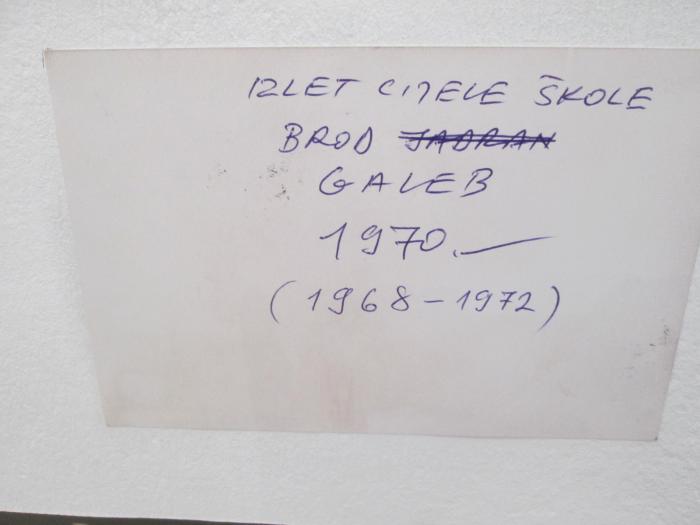 IZLET CIJELE ŠKOLE
BROD JADRAN
GALEB
1970.
(1968-1972)